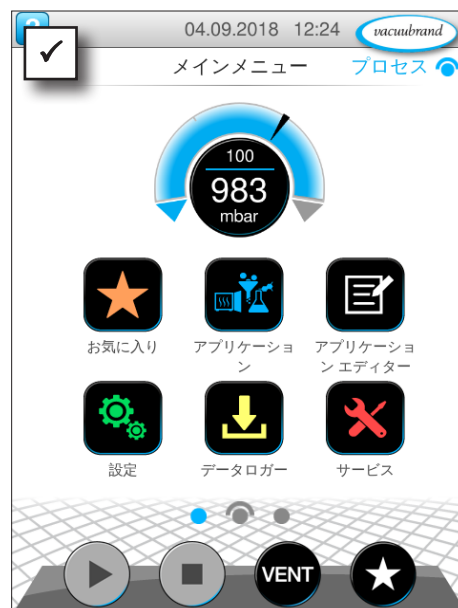 04.09.2018 12:24
vacuubrand
メインメニュー
プロセス
100
983
mbar
お気に入り
アプリケーショ
ン
アプリケーショ
ン エディター
設定
データロガー
サービス
VENT